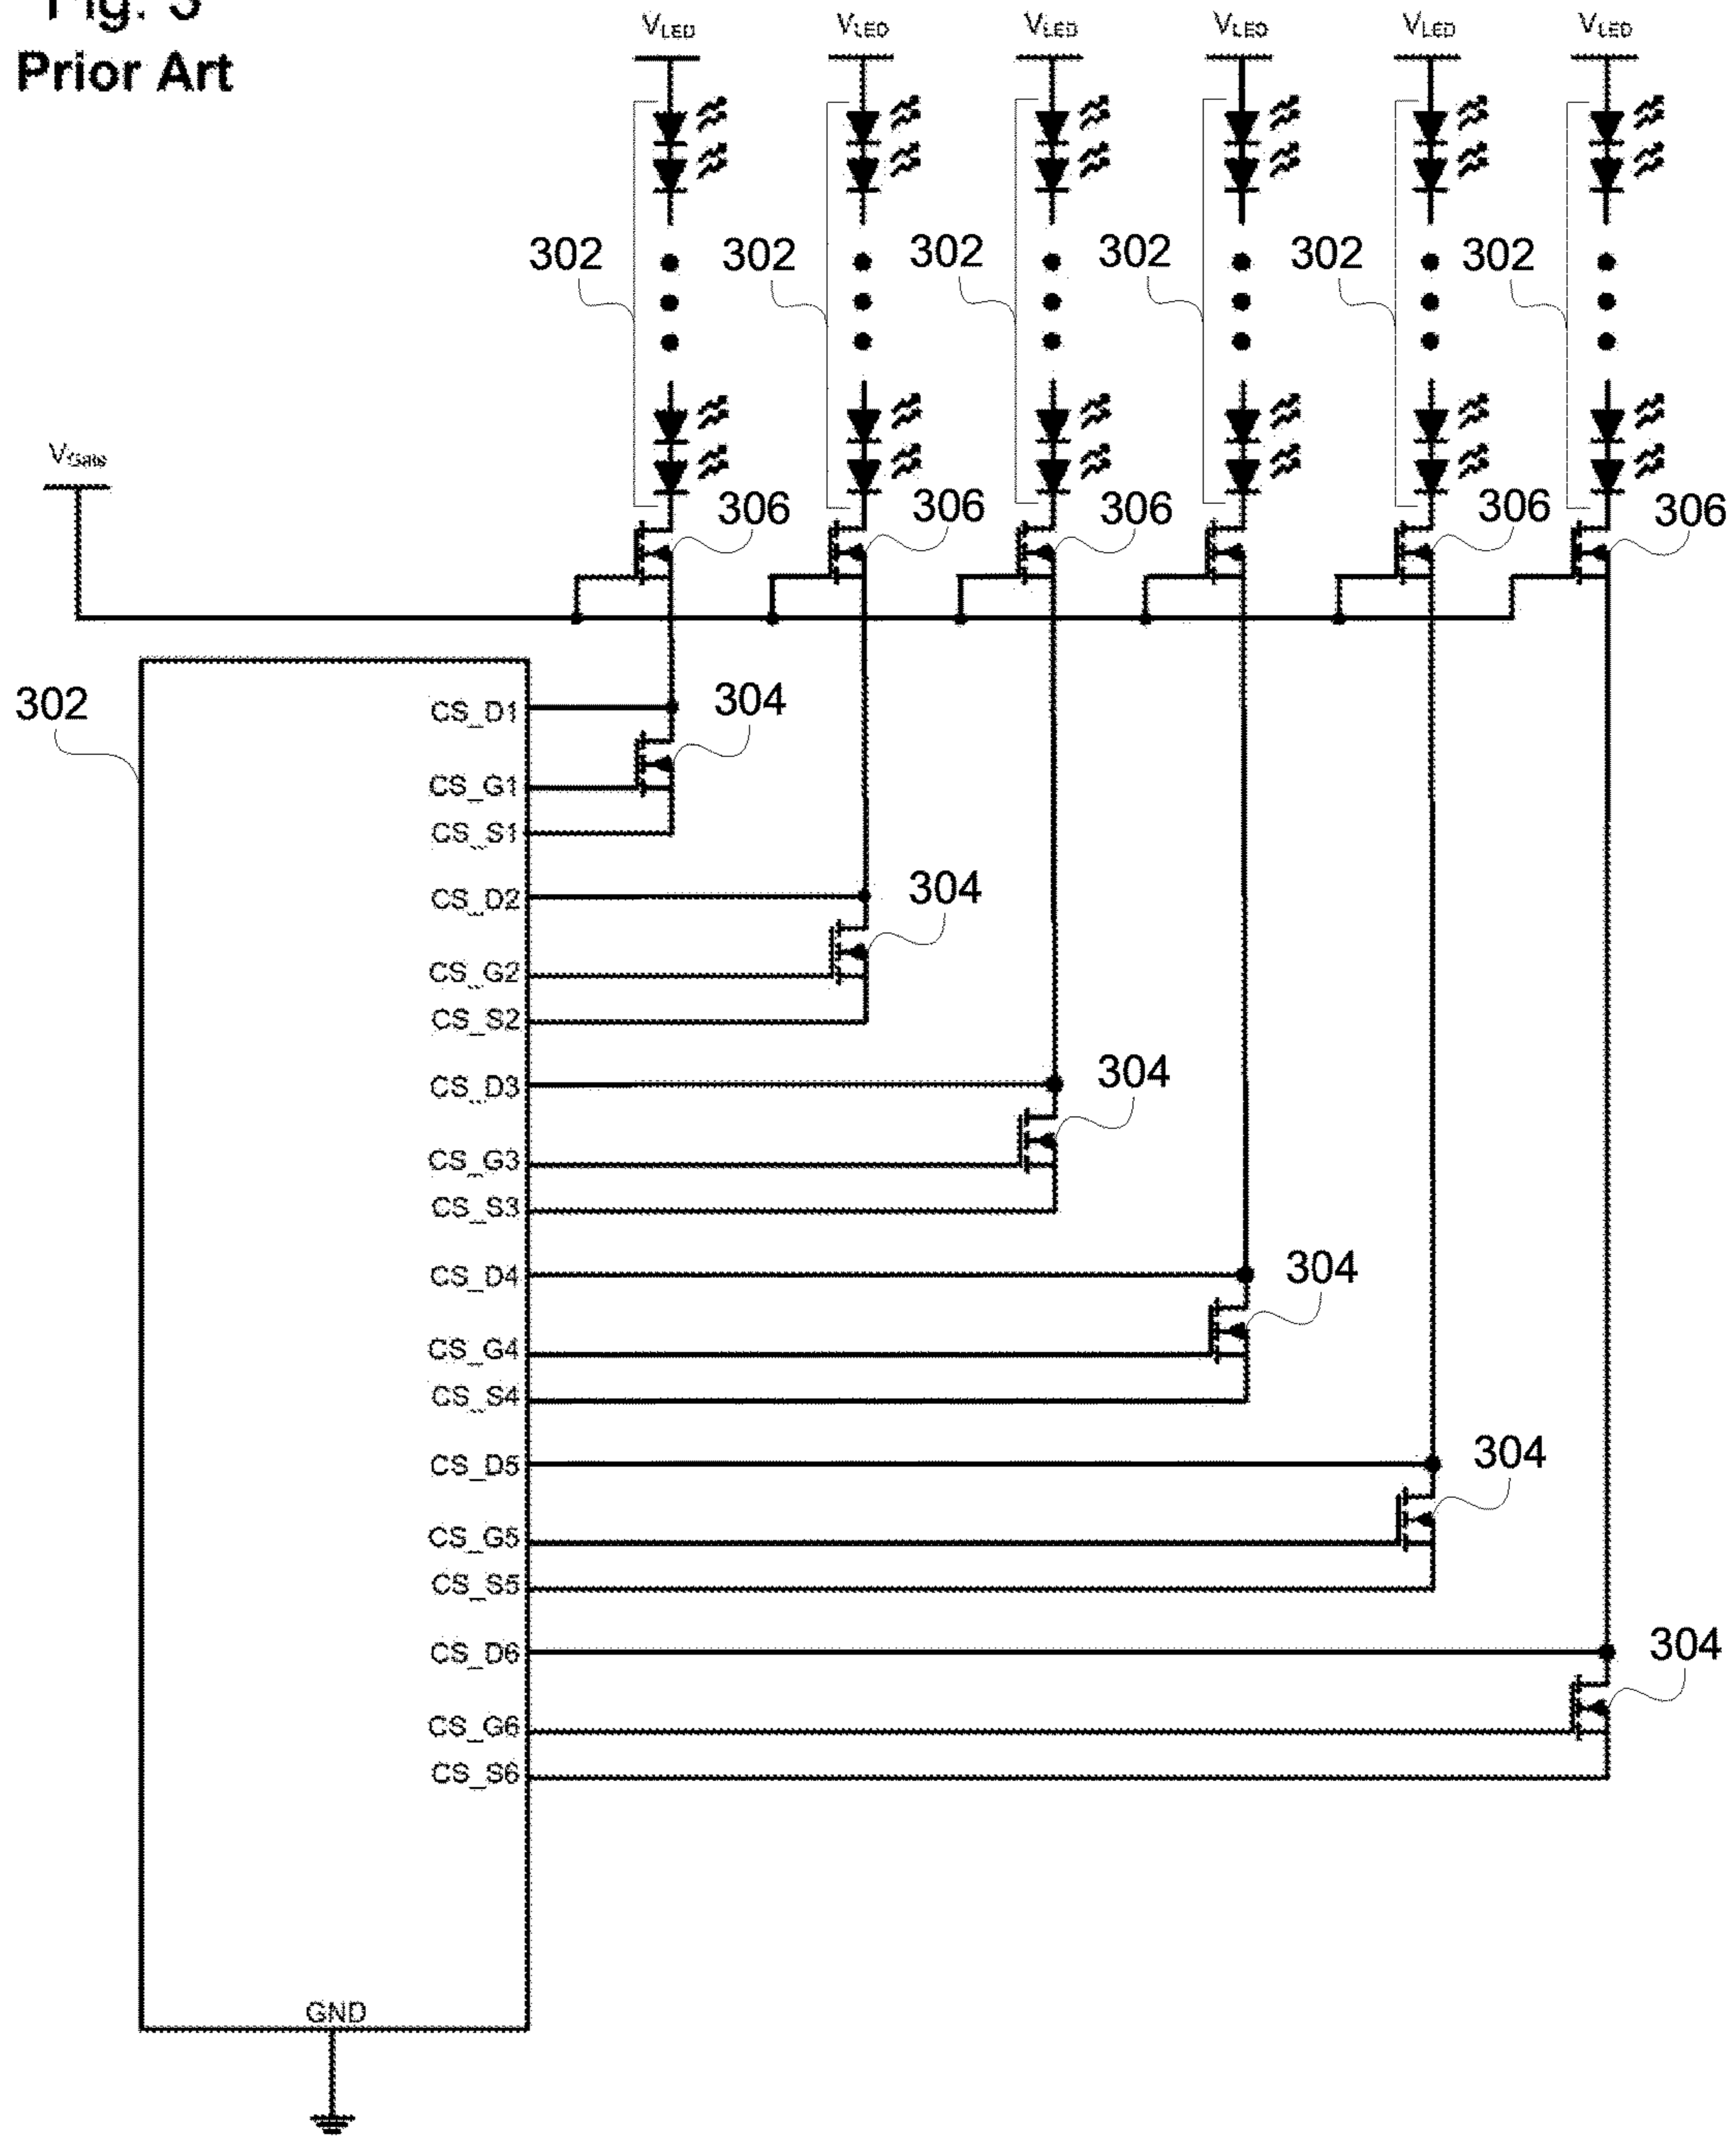 Fig. 3
Prior Art
VLED VLED VLED VLED VLED VLED
302 302 302 302 302 302
VGate
306 306 306 306 306
302
CS_D1
304
CS_G1
CS_S1
304
CS_D2
CS_G2
CS_S2
304
CS_D3
CS_G3
CS_S3
304
CS_D4
CS_G4
CS_S4
304
CS_D5
CS_G5
CS_S5
304
CS_D6
CS_G6
CS_S6
GND